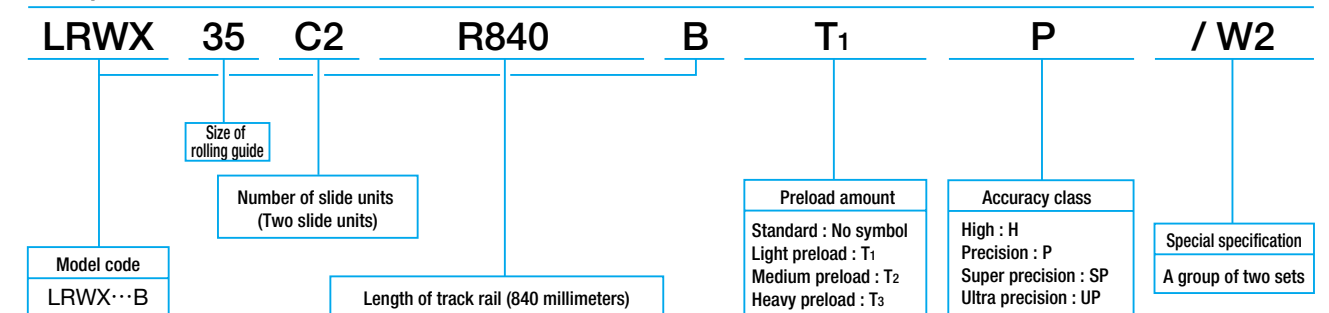 LRWX 35 C2 R840 B T₁ P / W2
Size of
rolling guide
Number of slide units
(Two slide units)
Model code
LRWX…B
Length of track rail (840 millimeters)
Preload amount
Standard : No symbol
Light preload : T₁
Medium preload : T₂
Heavy preload : T₃
Accuracy class
High : H
Precision : P
Super precision : SP
Ultra precision : UP
Special specification
A group of two sets